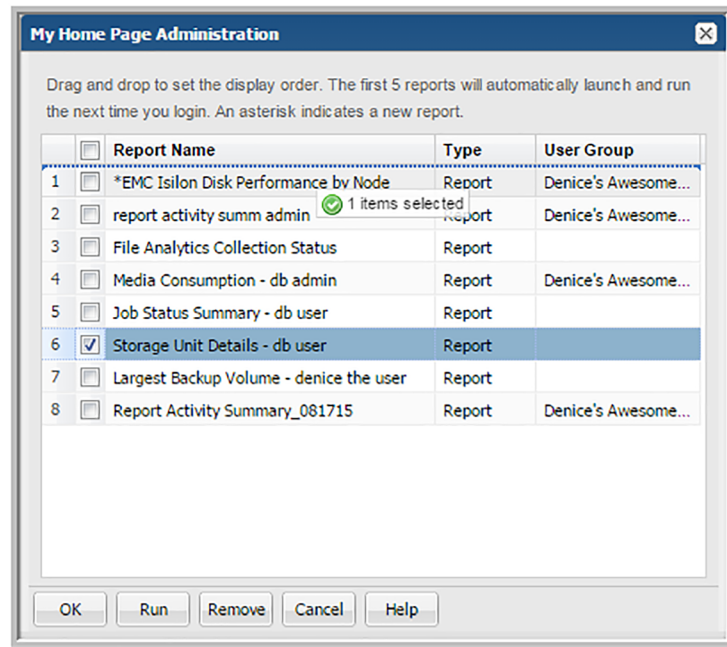 My Home Page Administration
Drag and drop to set the display order. The first 5 reports will automatically launch and run
the next time you login. An asterisk indicates a new report.
Report Name Type User Group
1 *EMC Isilon Disk Performance by Node Report Denice's Awesome...
1 items selected
2 report activity summ admin Report Denice's Awesome...
3 File Analytics Collection Status Report
4 Media Consumption - db admin Report Denice's Awesome...
5 Job Status Summary - db user Report
6 Storage Unit Details - db user Report
7 Largest Backup Volume - denice the user Report
8 Report Activity Summary_081715 Report Denice's Awesome...
OK Run Remove Cancel Help